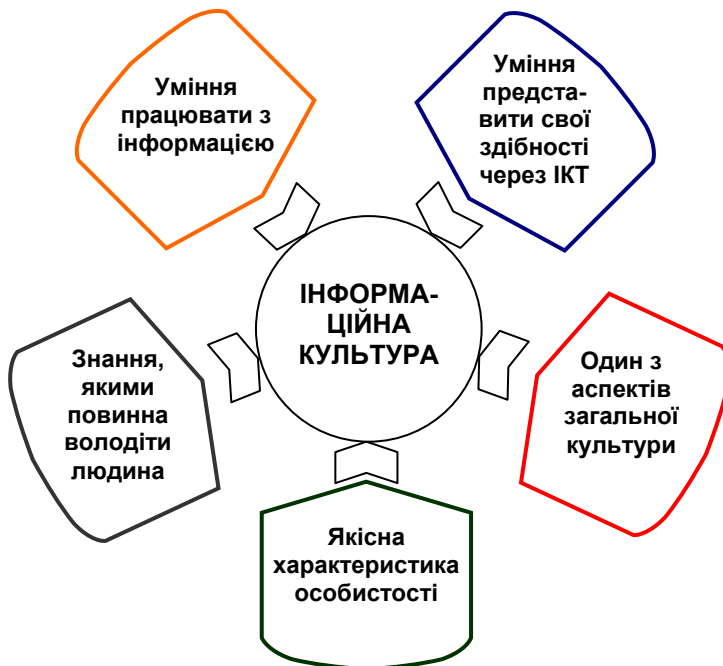 Уміння
працювати з
інформацією
Уміння
предста-
вити свої
здібності
через ІКТ
ІНФОРМА-
ЦІЙНА
КУЛЬТУРА
Знання,
якими
повинна
володіти
людина
Один з
аспектів
загальної
культури
Якісна
характеристика
особистості